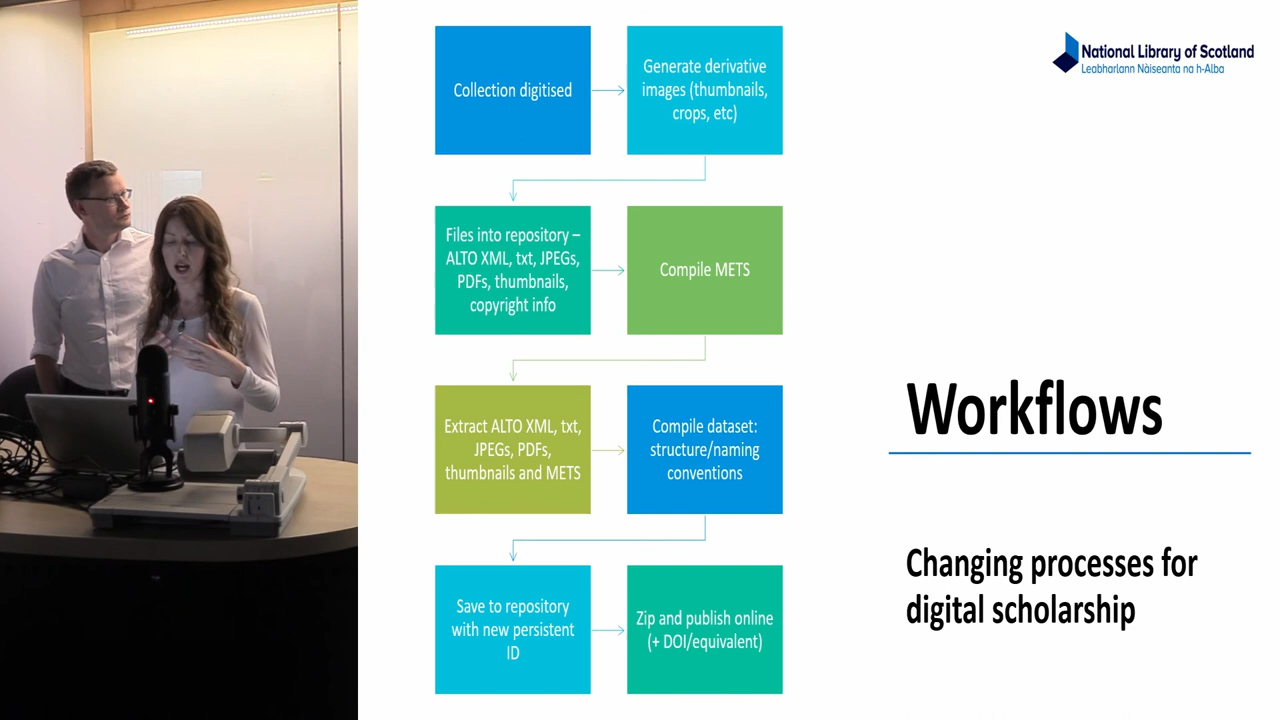 National Library of Scotland
Leabharlann Nàiseanta na h-Alba
Collection digitised
Generate derivative
images (thumbnails,
crops, etc)
Files into repository –
ALTO XML, txt, JPEGs,
PDFs, thumbnails,
copyright info
Compile METS
Extract ALTO XML, txt,
JPEGs, PDFs,
thumbnails and METS
Compile dataset:
structure/naming
conventions
Save to repository
with new persistent
ID
Zip and publish online
(+ DOI/equivalent)
Workflows
Changing processes for
digital scholarship